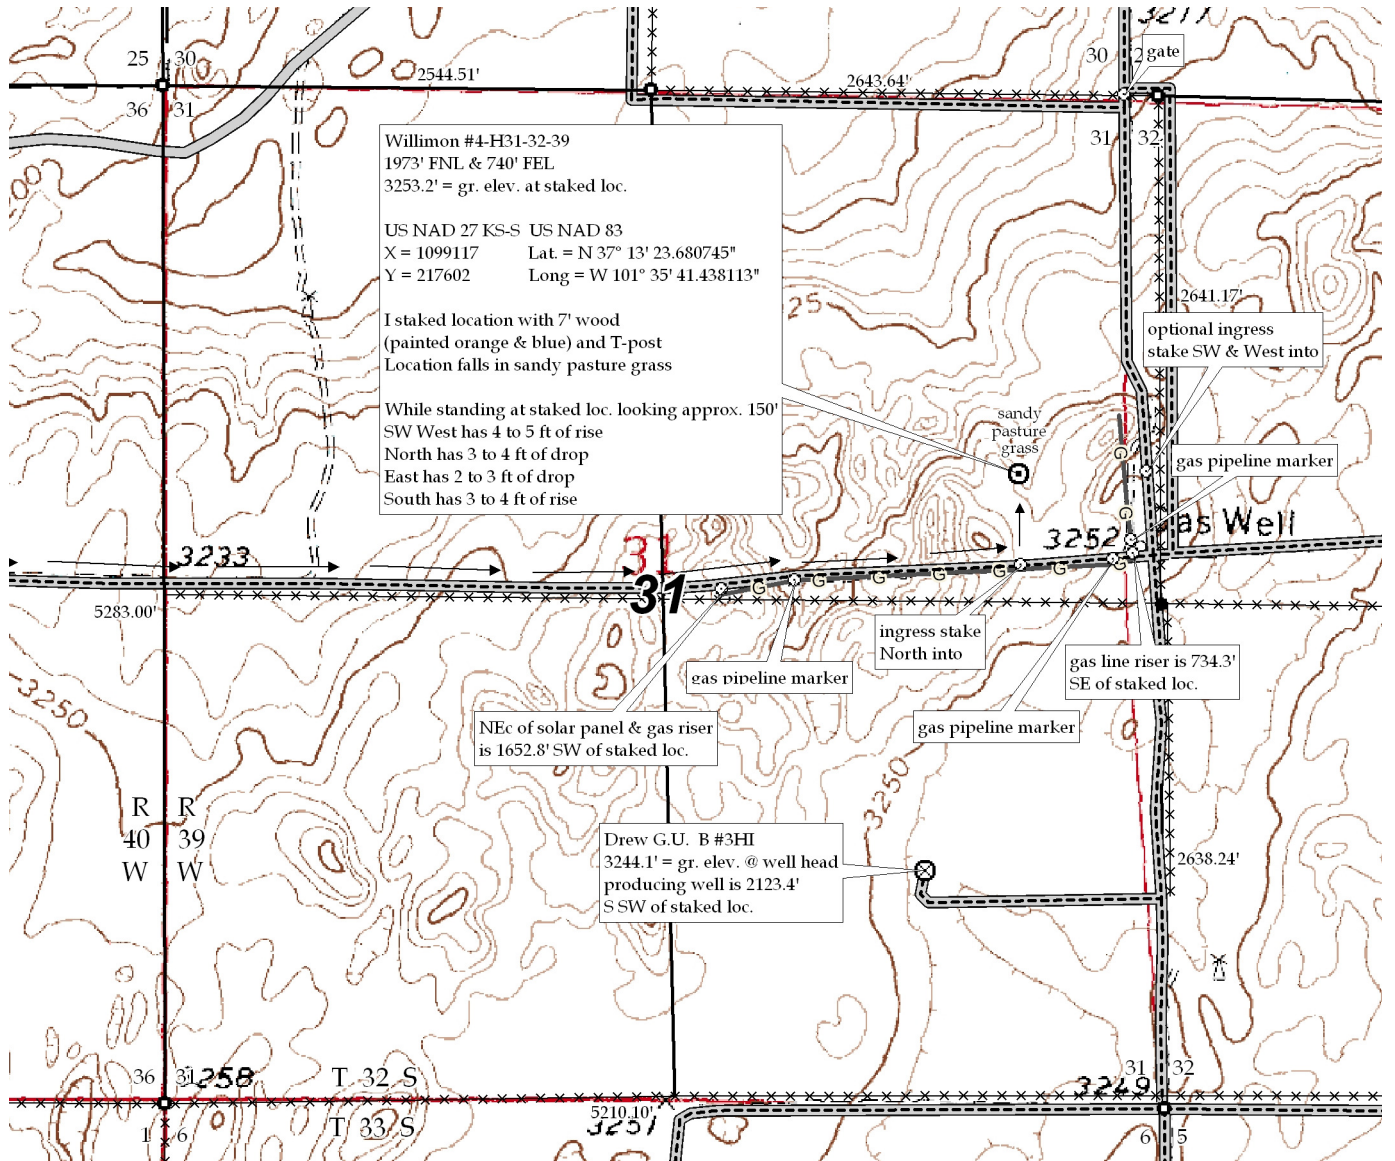 3217
25 30
30
gate
2544.51'
2643.64'
36 31
31 32
Willimon #4-H31-32-39
1973' FNL & 740' FEL
3253.2' = gr. elev. at staked loc.
US NAD 27 KS-S US NAD 83
X = 1099117 Lat. = N 37° 13' 23.680745"
Y = 217602 Long = W 101° 35' 41.438113"
I staked location with 7' wood
(painted orange & blue) and T-post
Location falls in sandy pasture grass
While standing at staked loc. looking approx. 150'
SW West has 4 to 5 ft of rise
North has 3 to 4 ft of drop
East has 2 to 3 ft of drop
South has 3 to 4 ft of rise
2641.17'
optional ingress
stake SW & West into
sandy
pasture
grass
gas pipeline marker
G
G
as Well
3233
31
3252
31
G G G G G G G
5283.00'
ingress stake
North into
gas line riser is 734.3'
SE of staked loc.
gas pipeline marker
gas pipeline marker
NEc of solar panel & gas riser
is 1652.8' SW of staked loc.
3250
3250
R R
40 39
W W
Drew G.U. B #3HI
3244.1' = gr. elev. @ well head
producing well is 2123.4'
S SW of staked loc.
2638.24'
36 31
3258
T 32 S
31 32
3249
5210.10'
3251
1 6
T 33 S
6 5